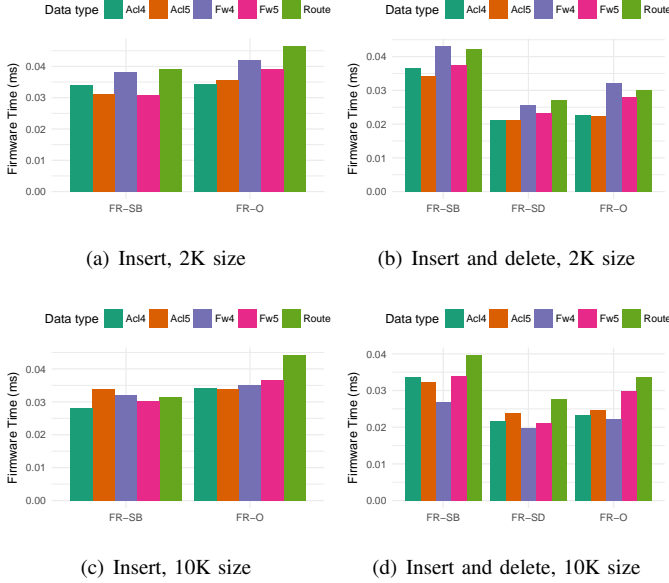 Data type Acl4 Acl5 Fw4 Fw5 Route
Firmware Time (ms)
0.04
0.03
0.02
0.01
0.00
FR−SB FR−O
(a) Insert, 2K size
Data type Acl4 Acl5 Fw4 Fw5 Route
Firmware Time (ms)
0.04
0.03
0.02
0.01
0.00
FR−SB FR−SD FR−O
(b) Insert and delete, 2K size
Data type Acl4 Acl5 Fw4 Fw5 Route
Firmware Time (ms)
0.04
0.03
0.02
0.01
0.00
FR−SB FR−O
(c) Insert, 10K size
Data type Acl4 Acl5 Fw4 Fw5 Route
Firmware Time (ms)
0.04
0.03
0.02
0.01
0.00
FR−SB FR−SD FR−O
(d) Insert and delete, 10K size